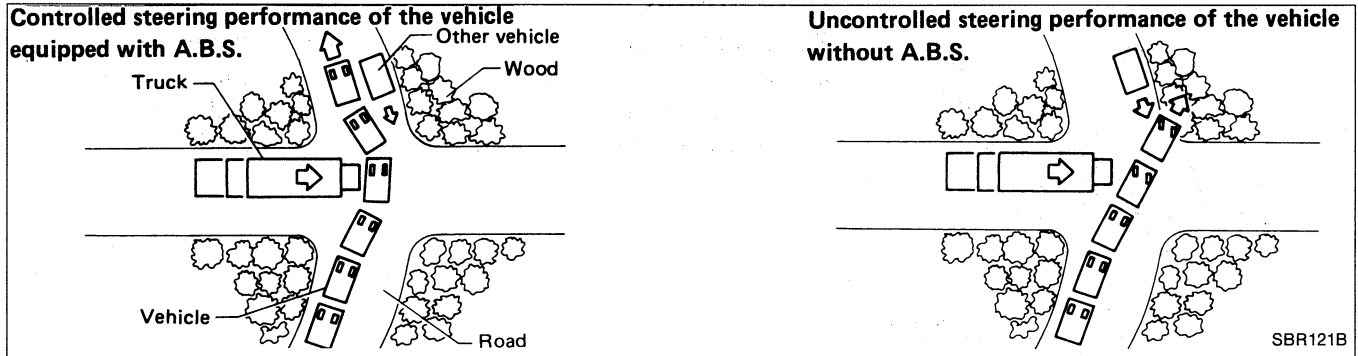 Controlled steering performance of the vehicle
equipped with A.B.S.
Other vehicle
Wood
Truck
Vehicle
Road
Uncontrolled steering performance of the vehicle
without A.B.S.
SBR121B